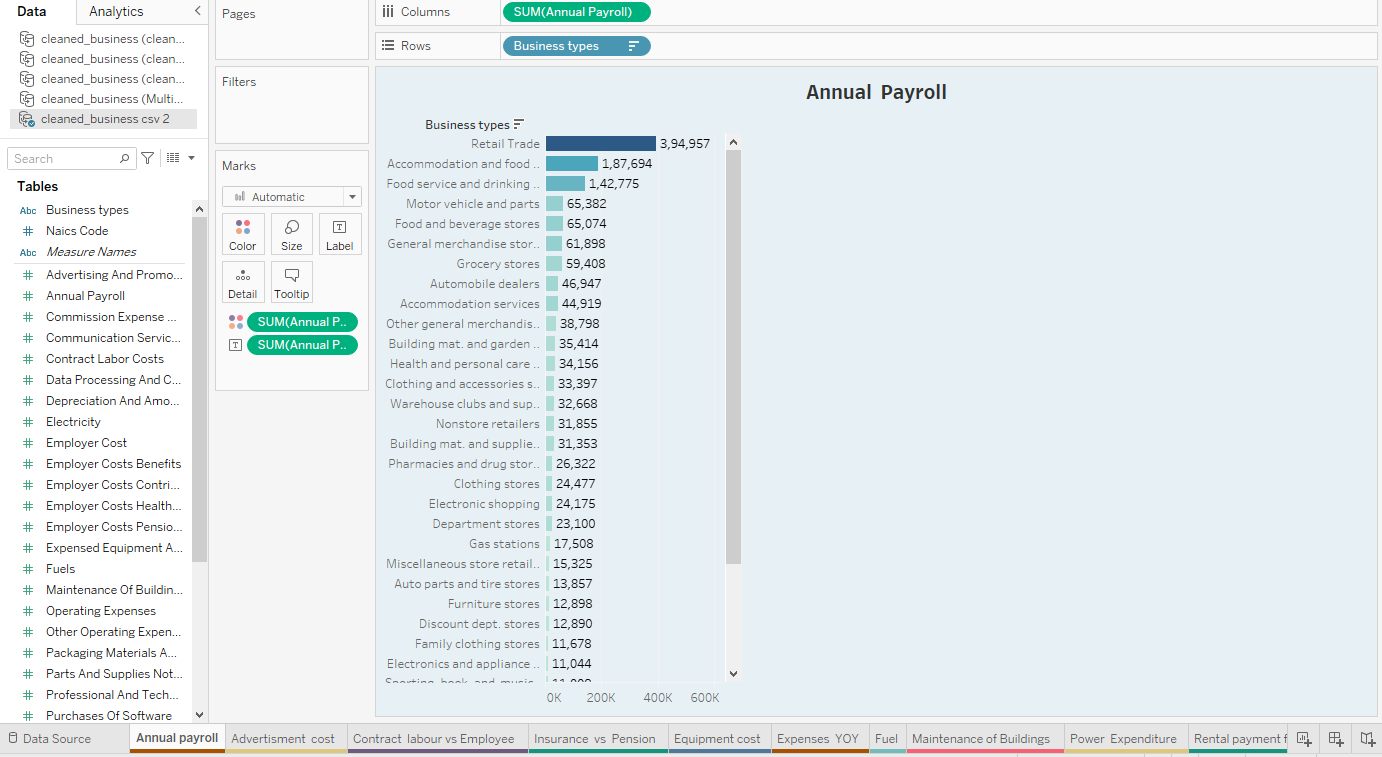 Data
Analytics
cleaned_business (clean...
cleaned_business (clean...
cleaned_business (clean...
cleaned_business (Multi...
cleaned_business csv 2
Search
Tables
Abc Business types
# Naics Code
Abc Measure Names
# Advertising And Promo...
# Annual Payroll
# Commission Expense ...
# Communication Servic...
# Contract Labor Costs
# Data Processing And C...
# Depreciation And Amo...
# Electricity
# Employer Cost
# Employer Costs Benefits
# Employer Costs Contri...
# Employer Costs Health...
# Employer Costs Pensio...
# Expensed Equipment A...
# Fuels
# Maintenance Of Buildin...
# Operating Expenses
# Other Operating Expen...
# Packaging Materials A...
# Parts And Supplies Not...
# Professional And Tech...
# Purchases Of Software
Pages
Filters
Marks
Automatic
Color
Size
T Label
Detail
Tooltip
SUM(Annual P..
T SUM(Annual P..
Columns
SUM(Annual Payroll)
Rows
Business types
Annual Payroll
Business types
Retail Trade 3,94,957
Accommodation and food .. 1,87,694
Food service and drinking .. 1,42,775
Motor vehicle and parts 65,382
Food and beverage stores 65,074
General merchandise stor.. 61,898
Grocery stores 59,408
Automobile dealers 46,947
Accommodation services 44,919
Other general merchandis.. 38,798
Building mat. and garden .. 35,414
Health and personal care .. 34,156
Clothing and accessories s.. 33,397
Warehouse clubs and sup.. 32,668
Nonstore retailers 31,855
Building mat. and supplie.. 31,353
Pharmacies and drug stor.. 26,322
Clothing stores 24,477
Electronic shopping 24,175
Department stores 23,100
Gas stations 17,508
Miscellaneous store retail.. 15,325
Auto parts and tire stores 13,857
Furniture stores 12,898
Discount dept. stores 12,890
Family clothing stores 11,678
Electronics and appliance .. 11,044
0K 200K 400K 600K
Data Source
Annual payroll
Advertisment cost
Contract labour vs Employee
Insurance vs Pension
Equipment cost
Expenses YOY
Fuel
Maintenance of Buildings
Power Expenditure
Rental payment f